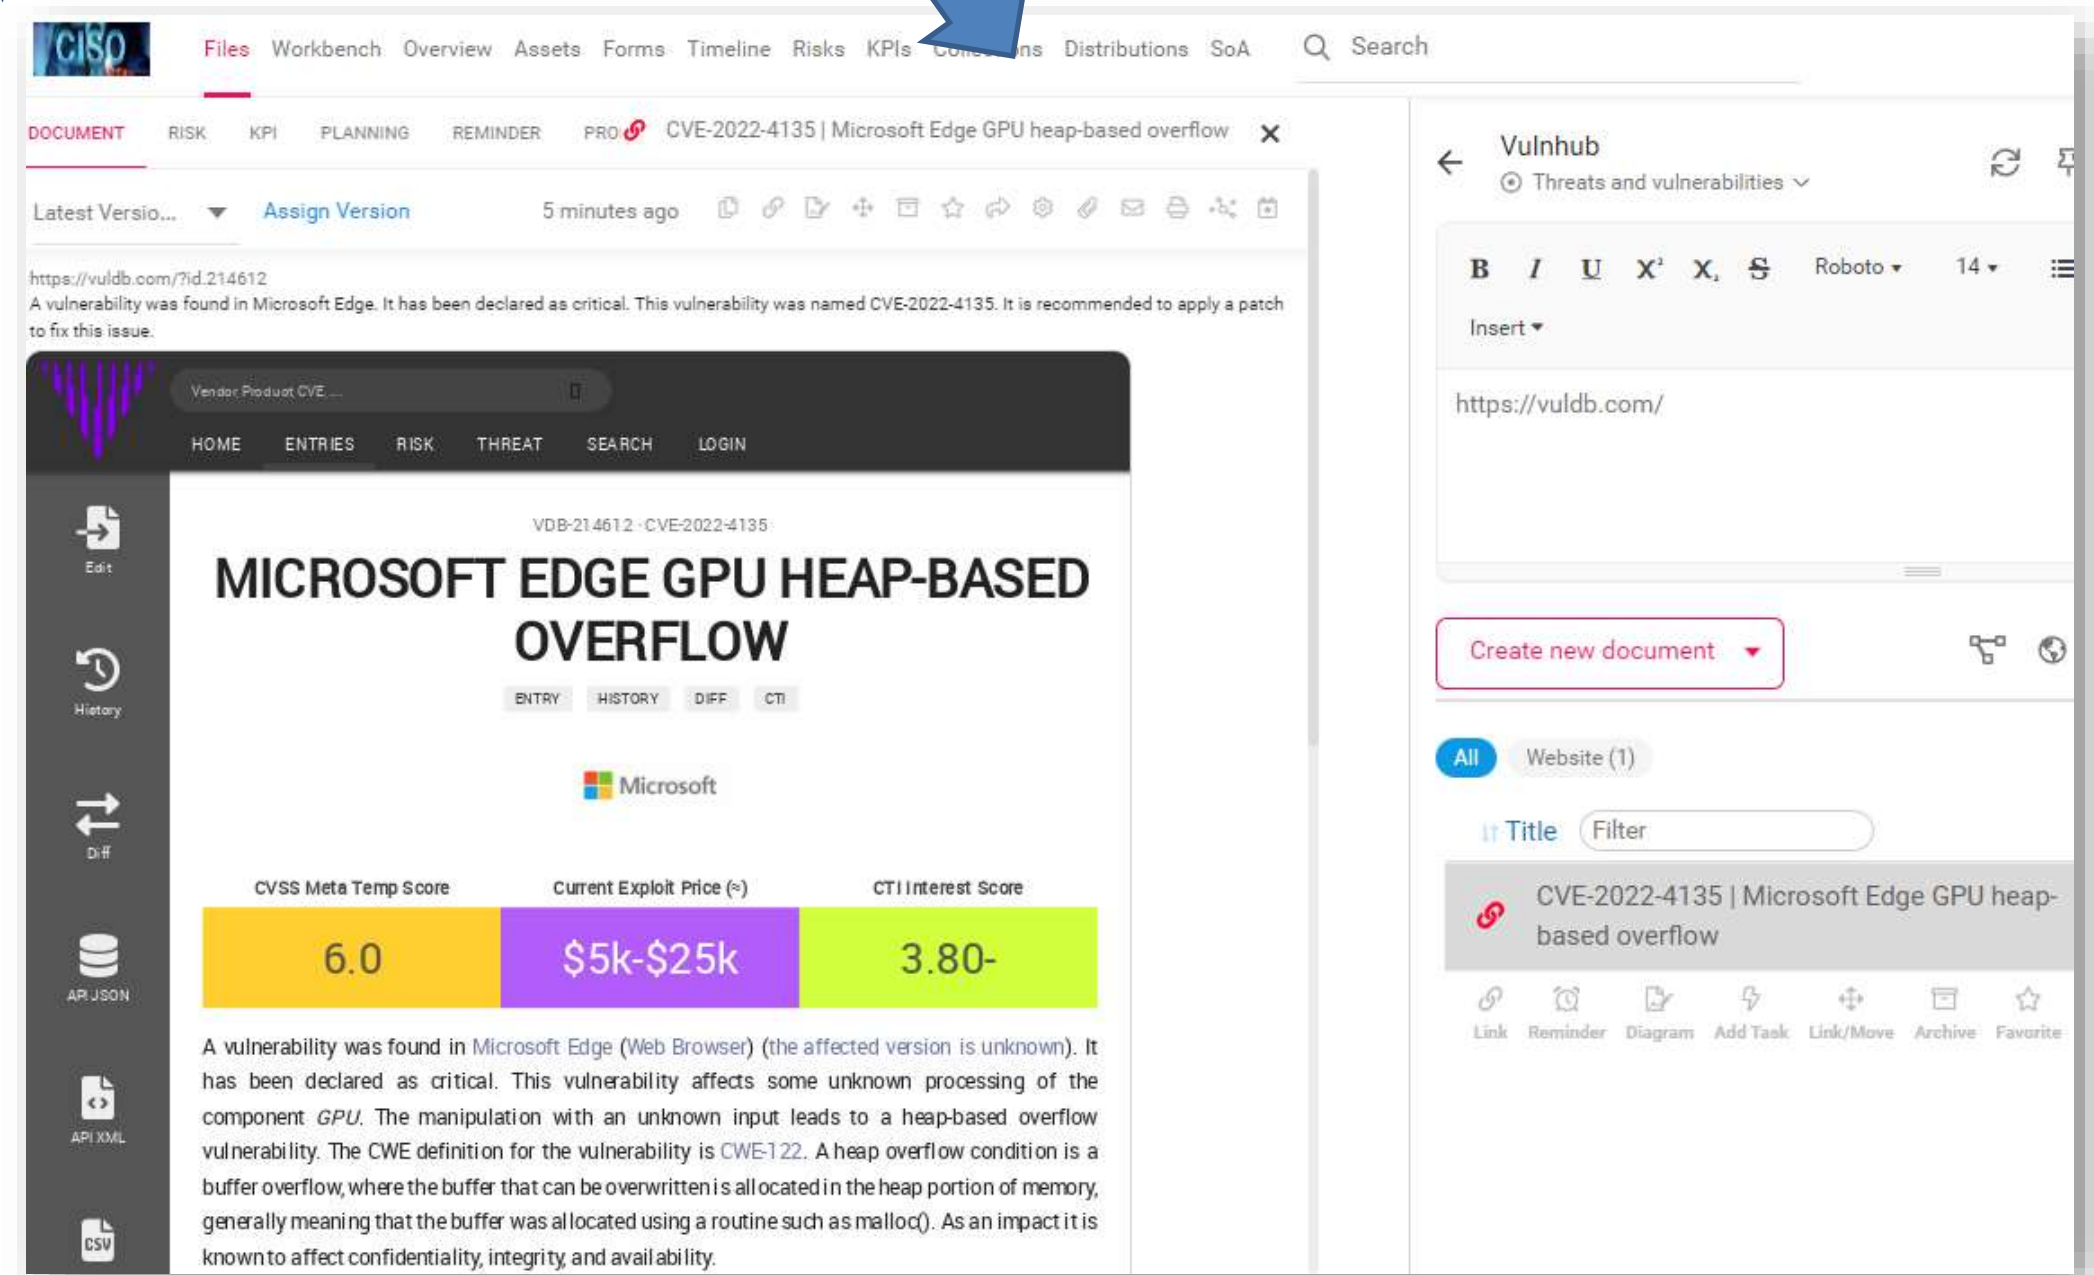 CISO
Files Workbench Overview Assets Forms Timeline Risks KPIs Distributions SoA Search
DOCUMENT RISK KPI PLANNING REMINDER PRO CVE-2022-4135 | Microsoft Edge GPU heap-based overflow
Latest Versio... Assign Version 5 minutes ago
https://vuldb.com/?id.214612
A vulnerability was found in Microsoft Edge. It has been declared as critical. This vulnerability was named CVE-2022-4135. It is recommended to apply a patch
to fix this issue.
Vendor, Product, CVE, ...
HOME ENTRIES RISK THREAT SEARCH LOGIN
Edit
History
Diff
API JSON
API XML
CSV
VDB-214612 · CVE-2022-4135
MICROSOFT EDGE GPU HEAP-BASED
OVERFLOW
ENTRY HISTORY DIFF CTI
Microsoft
CVSS Meta Temp Score Current Exploit Price (≈) CTI Interest Score
6.0 $5k-$25k 3.80-
A vulnerability was found in Microsoft Edge (Web Browser) (the affected version is unknown). It
has been declared as critical. This vulnerability affects some unknown processing of the
component GPU. The manipulation with an unknown input leads to a heap-based overflow
vulnerability. The CWE definition for the vulnerability is CWE-122. A heap overflow condition is a
buffer overflow, where the buffer that can be overwritten is allocated in the heap portion of memory,
generally meaning that the buffer was allocated using a routine such as malloc(). As an impact it is
known to affect confidentiality, integrity, and availability.
Vulnhub
Threats and vulnerabilities
B I U X² X, S Roboto 14
Insert
https://vuldb.com/
Create new document
All Website (1)
Title Filter
CVE-2022-4135 | Microsoft Edge GPU heap-
based overflow
Link Reminder Diagram Add Task Link/Move Archive Favorite